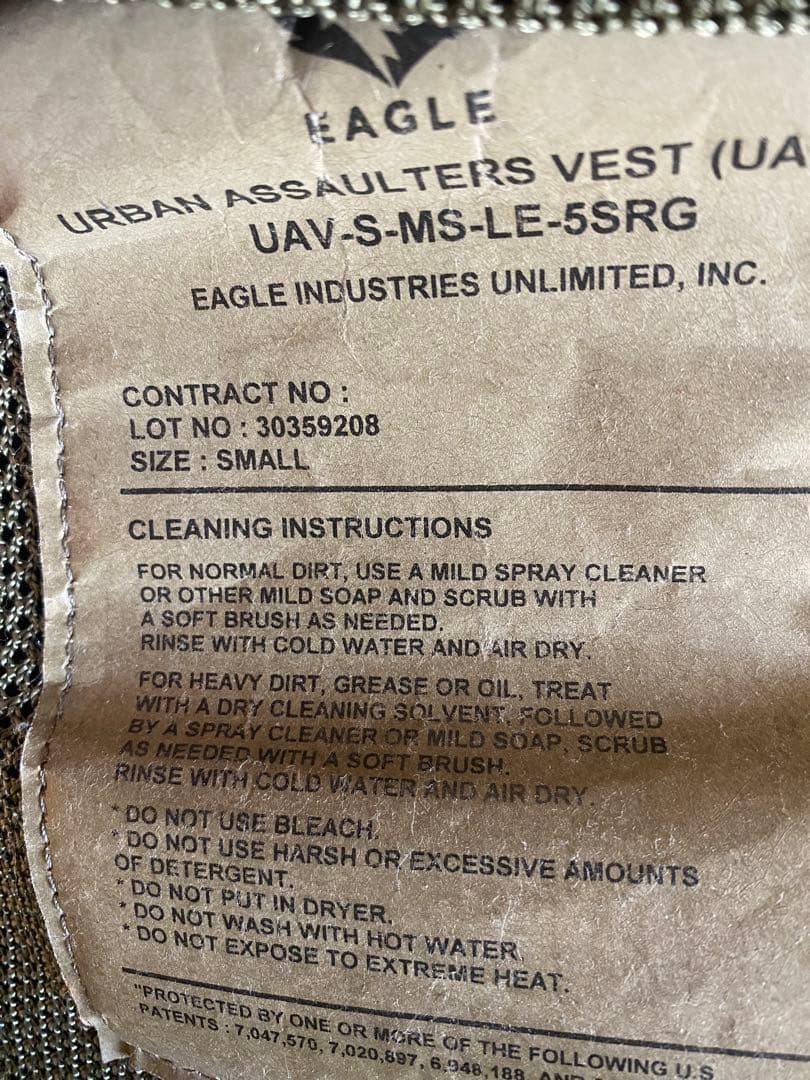 EAGLE
URBAN ASSAULTERS VEST (UA
UAV-S-MS-LE-5SRG
EAGLE INDUSTRIES UNLIMITED, INC.
CONTRACT NO :
LOT NO : 30359208
SIZE : SMALL
CLEANING INSTRUCTIONS
FOR NORMAL DIRT, USE A MILD SPRAY CLEANER
OR OTHER MILD SOAP AND SCRUB WITH
A SOFT BRUSH AS NEEDED.
RINSE WITH COLD WATER AND AIR DRY.
FOR HEAVY DIRT, GREASE OR OIL, TREAT
WITH A DRY CLEANING SOLVENT, FOLLOWED
BY A SPRAY CLEANER OR MILD SOAP, SCRUB
AS NEEDED WITH A SOFT BRUSH.
RINSE WITH COLD WATER AND AIR DRY.
* DO NOT USE BLEACH.
* DO NOT USE HARSH OR EXCESSIVE AMOUNTS
OF DETERGENT.
* DO NOT PUT IN DRYER.
* DO NOT WASH WITH HOT WATER
* DO NOT EXPOSE TO EXTREME HEAT.
"PROTECTED BY ONE OR MORE OF THE FOLLOWING U.S
PATENTS : 7,047,570, 7,020,897, 6,948,188, AND